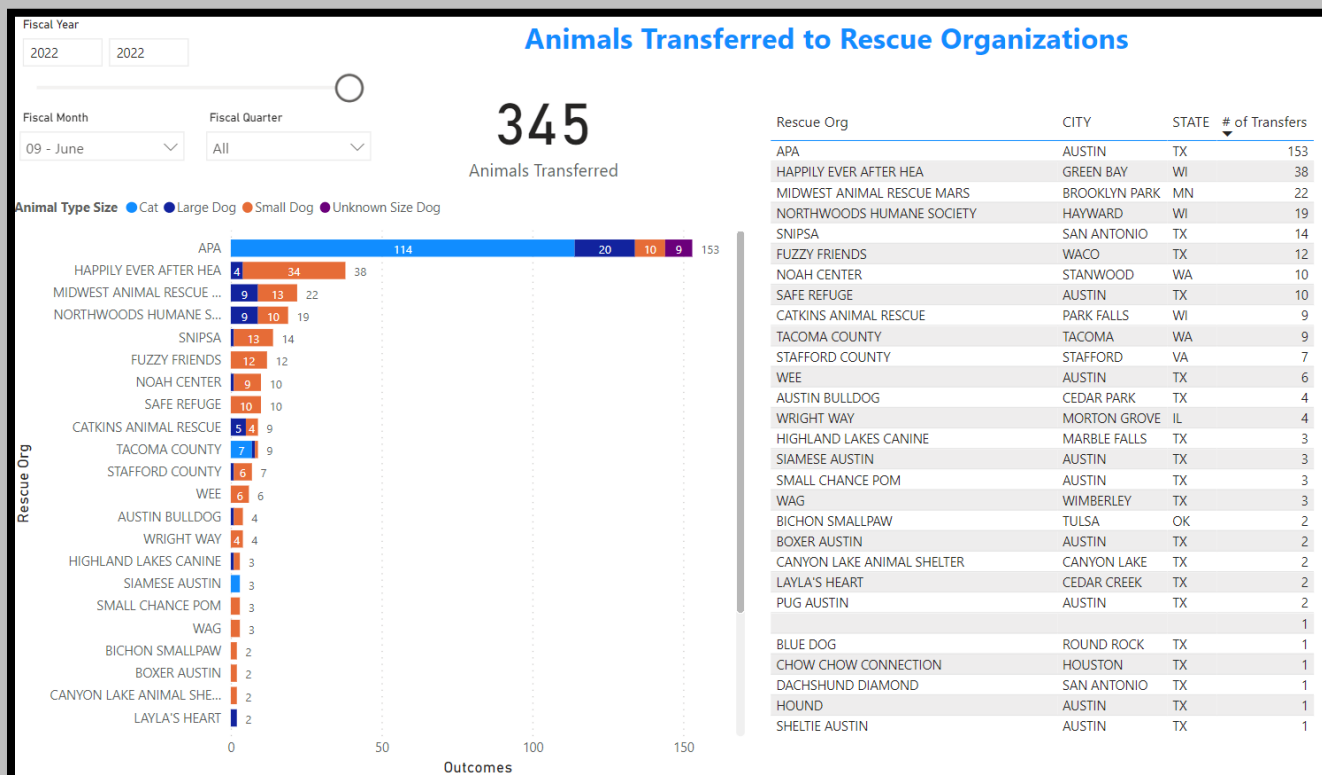 Fiscal Year
2022 2022
Animals Transferred to Rescue Organizations
Fiscal Month Fiscal Quarter
09 - June All
345
Animals Transferred
Animal Type Size Cat Large Dog Small Dog Unknown Size Dog
Rescue Org
APA 114 20 10 9 153
HAPPILY EVER AFTER HEA 4 34 38
MIDWEST ANIMAL RESCUE ... 9 13 22
NORTHWOODS HUMANE S... 9 10 19
SNIPSA 13 14
FUZZY FRIENDS 12 12
NOAH CENTER 9 10
SAFE REFUGE 10 10
CATKINS ANIMAL RESCUE 5 4 9
TACOMA COUNTY 7 9
STAFFORD COUNTY 6 7
WEE 6 6
AUSTIN BULLDOG 4
WRIGHT WAY 4 4
HIGHLAND LAKES CANINE 3
SIAMESE AUSTIN 3
SMALL CHANCE POM 3
WAG 3
BICHON SMALLPAW 2
BOXER AUSTIN 2
CANYON LAKE ANIMAL SHE... 2
LAYLA'S HEART 2
0 50 100 150
Outcomes
Rescue Org CITY STATE # of Transfers
APA AUSTIN TX 153
HAPPILY EVER AFTER HEA GREEN BAY WI 38
MIDWEST ANIMAL RESCUE MARS BROOKLYN PARK MN 22
NORTHWOODS HUMANE SOCIETY HAYWARD WI 19
SNIPSA SAN ANTONIO TX 14
FUZZY FRIENDS WACO TX 12
NOAH CENTER STANWOOD WA 10
SAFE REFUGE AUSTIN TX 10
CATKINS ANIMAL RESCUE PARK FALLS WI 9
TACOMA COUNTY TACOMA WA 9
STAFFORD COUNTY STAFFORD VA 7
WEE AUSTIN TX 6
AUSTIN BULLDOG CEDAR PARK TX 4
WRIGHT WAY MORTON GROVE IL 4
HIGHLAND LAKES CANINE MARBLE FALLS TX 3
SIAMESE AUSTIN AUSTIN TX 3
SMALL CHANCE POM AUSTIN TX 3
WAG WIMBERLEY TX 3
BICHON SMALLPAW TULSA OK 2
BOXER AUSTIN AUSTIN TX 2
CANYON LAKE ANIMAL SHELTER CANYON LAKE TX 2
LAYLA'S HEART CEDAR CREEK TX 2
PUG AUSTIN AUSTIN TX 2
1
BLUE DOG ROUND ROCK TX 1
CHOW CHOW CONNECTION HOUSTON TX 1
DACHSHUND DIAMOND SAN ANTONIO TX 1
HOUND AUSTIN TX 1
SHELTIE AUSTIN AUSTIN TX 1